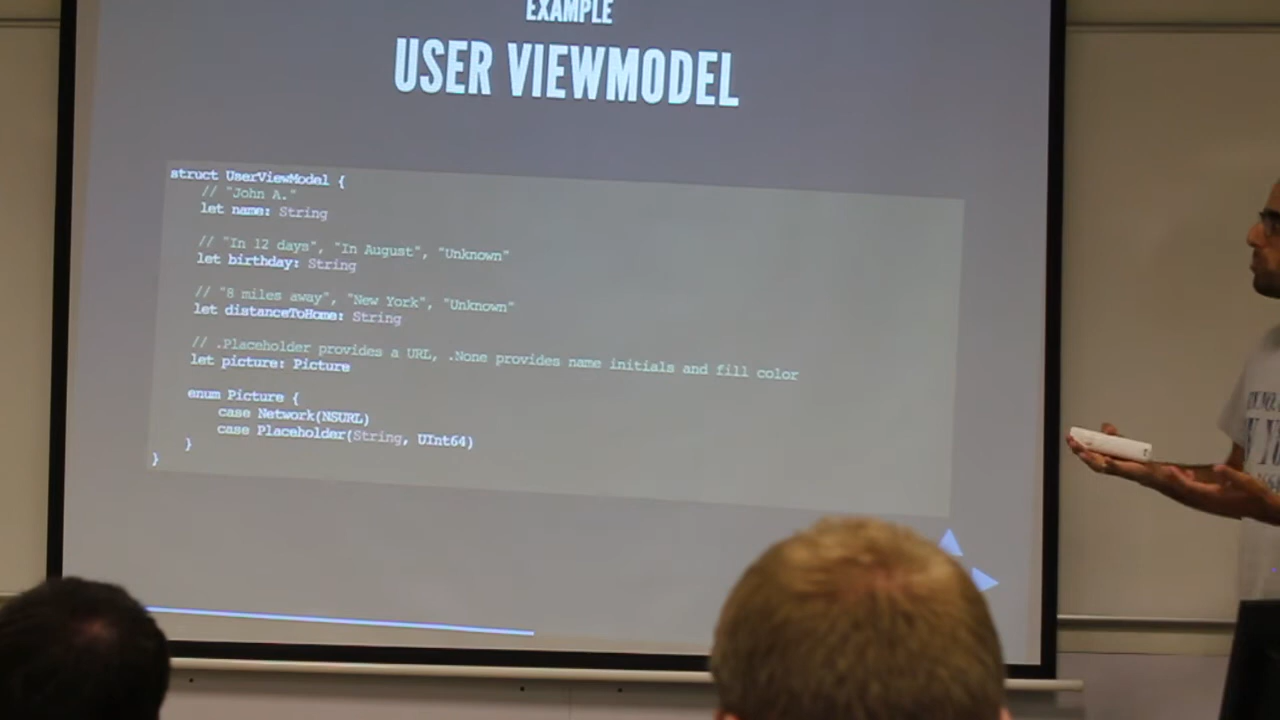 EXAMPLE
USER VIEWMODEL
struct UserViewModel {
// "John A."
let name: String
// "In 12 days", "In August", "Unknown"
let birthday: String
// "8 miles away", "New York", "Unknown"
let distanceToHome: String
// .Placeholder provides a URL, .None provides name initials and fill color
let picture: Picture
enum Picture {
case Network(NSURL)
case Placeholder(String, UInt64)
}
}